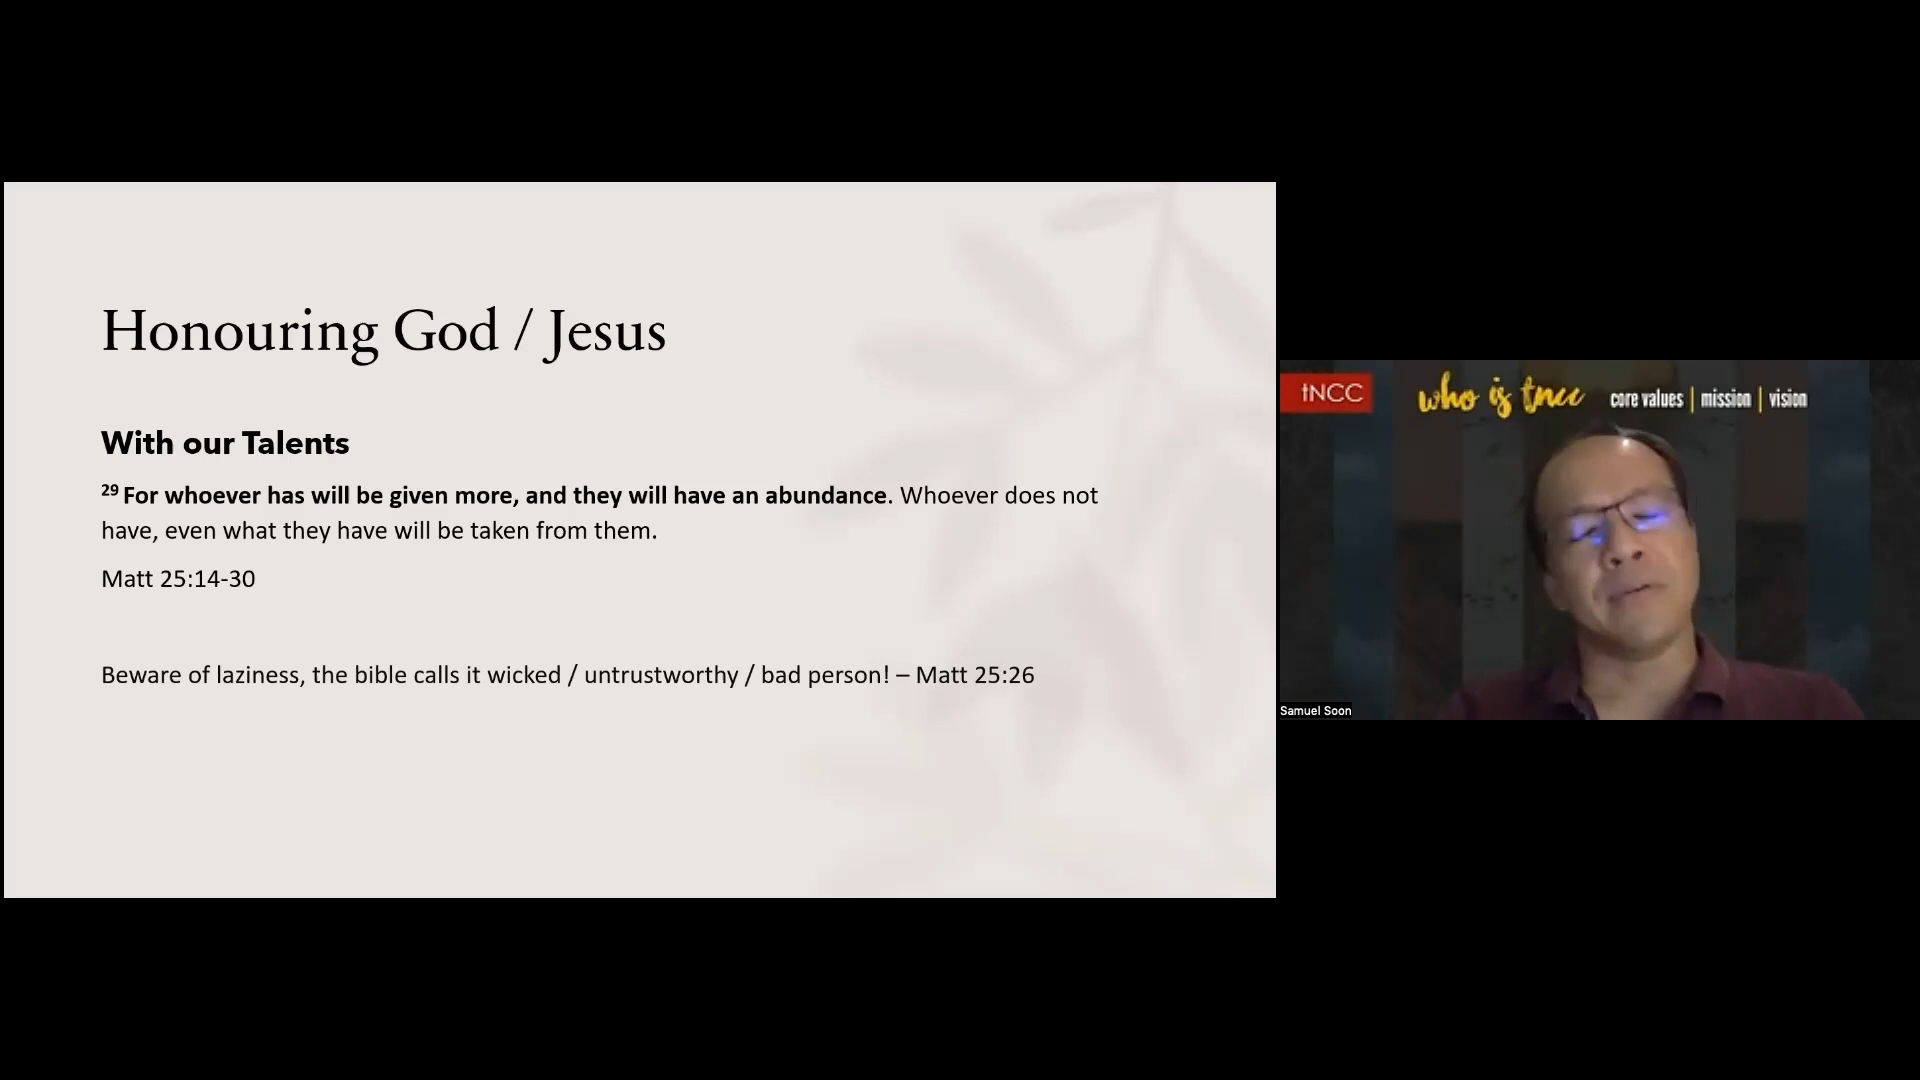 Honouring God / Jesus
With our Talents
29 For whoever has will be given more, and they will have an abundance. Whoever does not
have, even what they have will be taken from them.
Matt 25:14-30
Beware of laziness, the bible calls it wicked / untrustworthy / bad person! – Matt 25:26
tNCC
who is tncc
core values | mission | vision
Samuel Soon